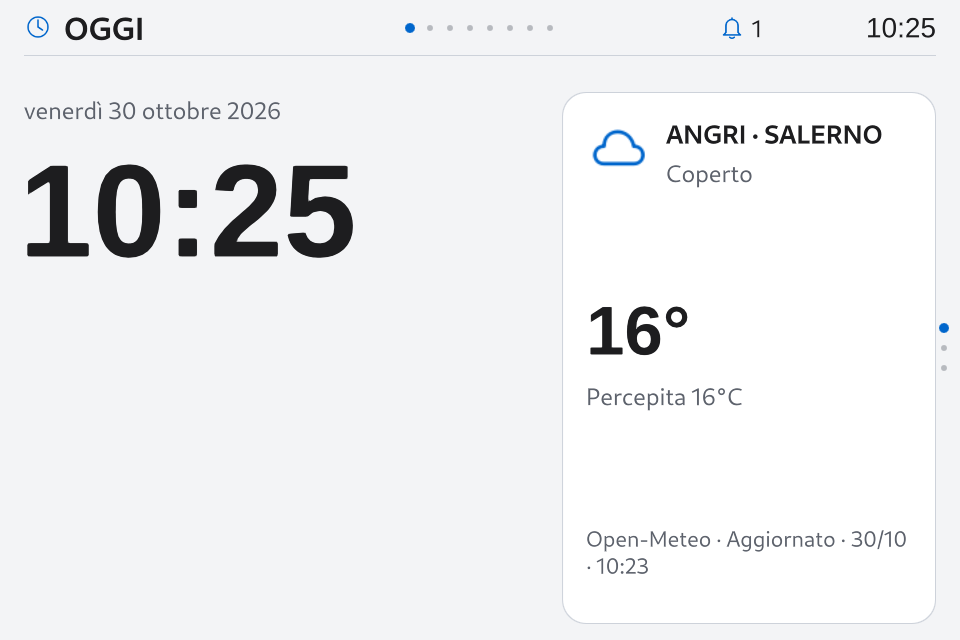 OGGI
1
10:25
venerdì 30 ottobre 2026
10:25
ANGRI · SALERNO
Coperto
16°
Percepita 16°C
Open-Meteo · Aggiornato · 30/10
· 10:23